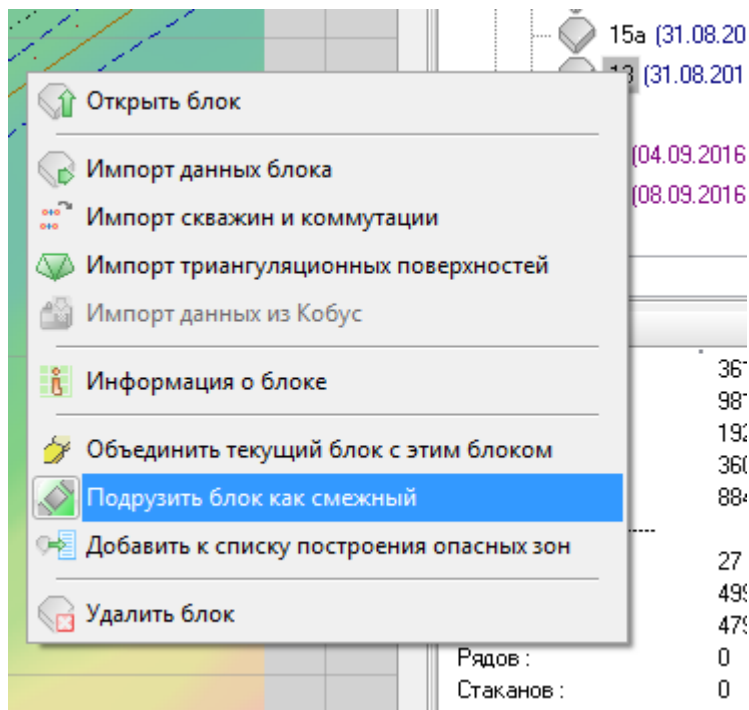 15а (31.08.20
13 (31.08.201
Открыть блок
Импорт данных блока
(04.09.2016
(08.09.2016
Импорт скважин и коммутации
Импорт триангуляционных поверхностей
Импорт данных из Кобус
Информация о блоке
Объединить текущий блок с этим блоком
Подрузить блок как смежный
Добавить к списку построения опасных зон
Удалить блок
27
Рядов : 0
Стаканов : 0